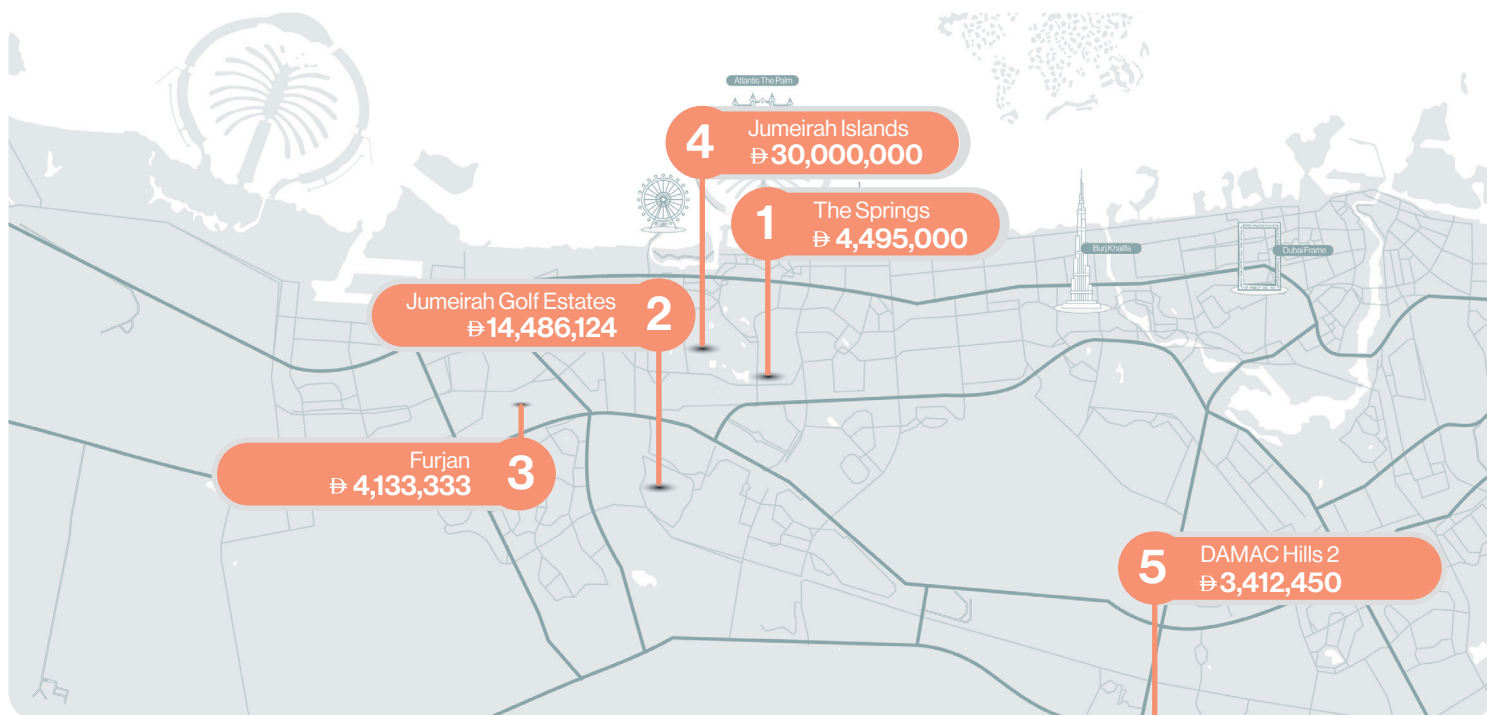 Atlantis The Palm
4
Jumeirah Islands
30,000,000
1
The Springs
4,495,000
Burj Khalifa
Dubai Frame
Jumeirah Golf Estates
14,486,124
2
Furjan
4,133,333
3
5
DAMAC Hills 2
3,412,450